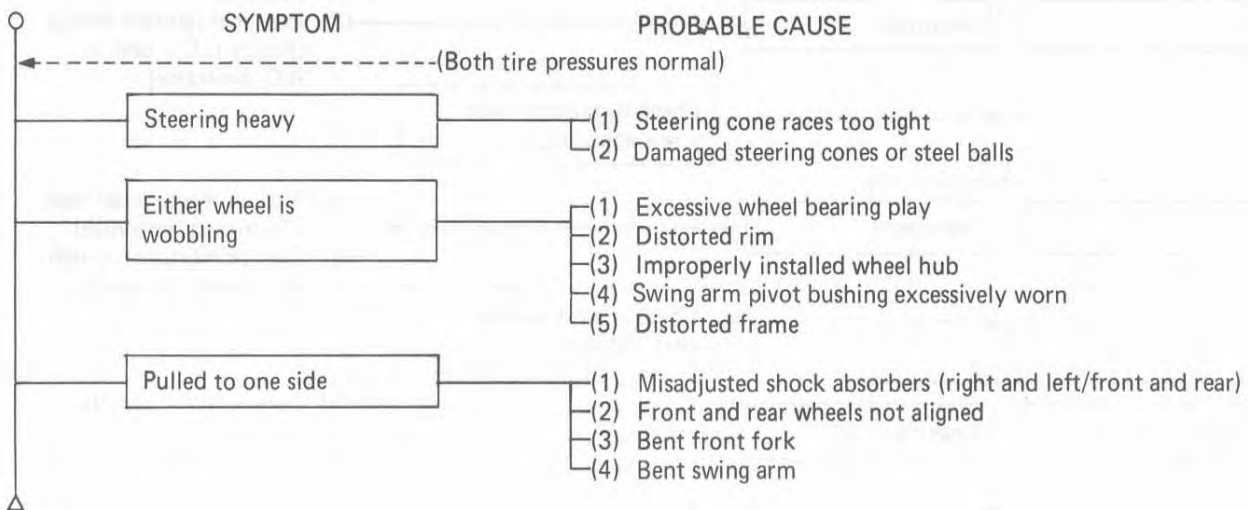 SYMPTOM PROBABLE CAUSE
(Both tire pressures normal)
Steering heavy
(1) Steering cone races too tight
(2) Damaged steering cones or steel balls
Either wheel is
wobbling
(1) Excessive wheel bearing play
(2) Distorted rim
(3) Improperly installed wheel hub
(4) Swing arm pivot bushing excessively worn
(5) Distorted frame
Pulled to one side
(1) Misadjusted shock absorbers (right and left/front and rear)
(2) Front and rear wheels not aligned
(3) Bent front fork
(4) Bent swing arm